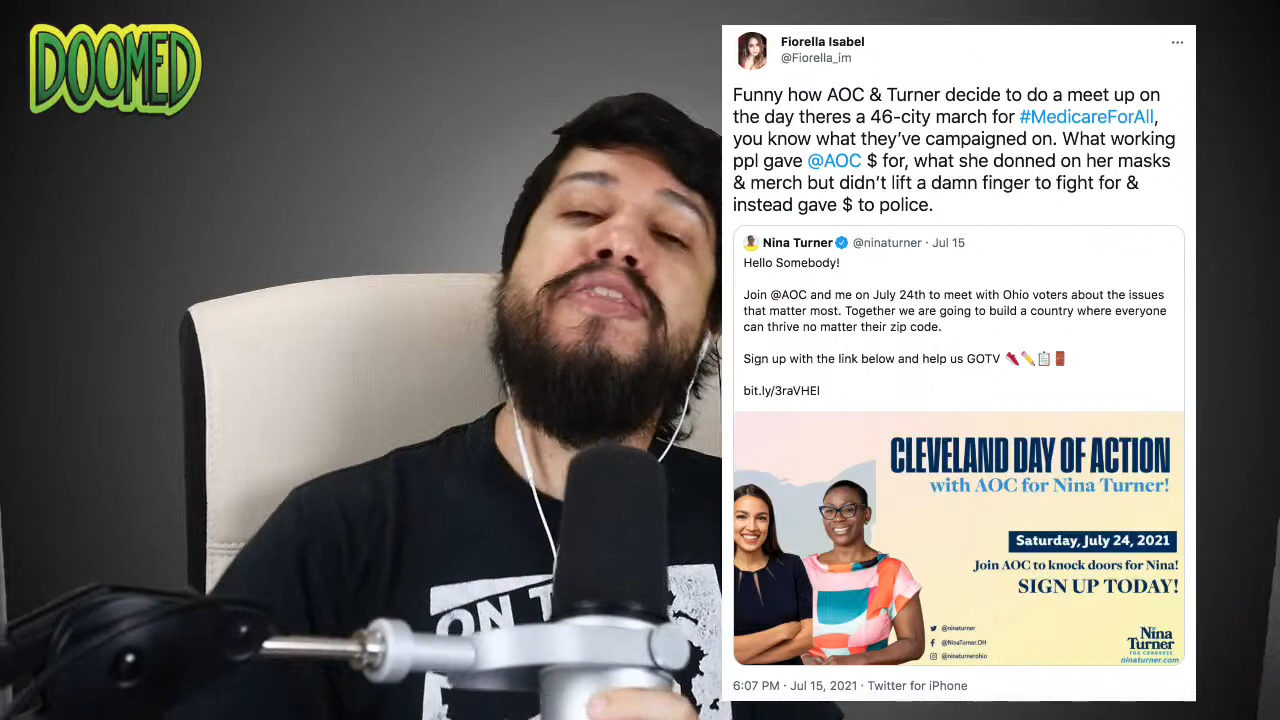 DOOMED
Fiorella Isabel
@Fiorella_im
Funny how AOC & Turner decide to do a meet up on
the day theres a 46-city march for #MedicareForAll,
you know what they've campaigned on. What working
ppl gave @AOC $ for, what she donned on her masks
& merch but didn't lift a damn finger to fight for &
instead gave $ to police.
Nina Turner @ninaturner · Jul 15
Hello Somebody!
Join @AOC and me on July 24th to meet with Ohio voters about the issues
that matter most. Together we are going to build a country where everyone
can thrive no matter their zip code.
Sign up with the link below and help us GOTV
bit.ly/3raVHEl
CLEVELAND DAY OF ACTION
with AOC for Nina Turner!
Saturday, July 24, 2021
Join AOC to knock doors for Nina!
SIGN UP TODAY!
@ninaturner
@NinaTurner.OH
@ninaturnerohio
Nina
Turner
FOR CONGRESS
ninaturner.com
6:07 PM · Jul 15, 2021 · Twitter for iPhone
ON T